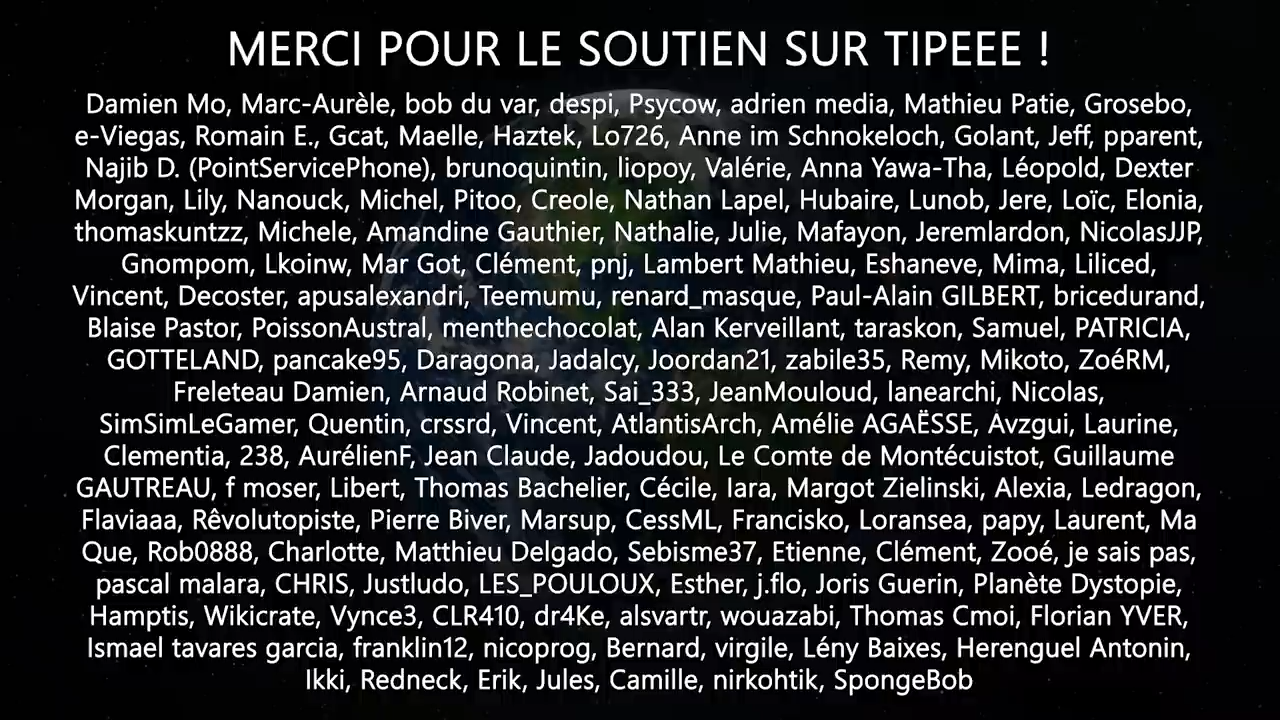 MERCI POUR LE SOUTIEN SUR TIPEEE !
Damien Mo, Marc-Aurèle, bob du var, despi, Psycow, adrien media, Mathieu Patie, Grosebo,
e-Viegas, Romain E., Gcat, Maelle, Haztek, Lo726, Anne im Schnokeloch, Golant, Jeff, pparent,
Najib D. (PointServicePhone), brunoquintin, liopoy, Valérie, Anna Yawa-Tha, Léopold, Dexter
Morgan, Lily, Nanouck, Michel, Pitoo, Creole, Nathan Lapel, Hubaire, Lunob, Jere, Loïc, Elonia,
thomaskuntzz, Michele, Amandine Gauthier, Nathalie, Julie, Mafayon, Jeremlardon, NicolasJJP,
Gnompom, Lkoinw, Mar Got, Clément, pnj, Lambert Mathieu, Eshaneve, Mima, Liliced,
Vincent, Decoster, apusalexandri, Teemumu, renard_masque, Paul-Alain GILBERT, bricedurand,
Blaise Pastor, PoissonAustral, menthechocolat, Alan Kerveillant, taraskon, Samuel, PATRICIA,
GOTTELAND, pancake95, Daragona, Jadalcy, Joordan21, zabile35, Remy, Mikoto, ZoéRM,
Freleteau Damien, Arnaud Robinet, Sai_333, JeanMouloud, lanearchi, Nicolas,
SimSimLeGamer, Quentin, crssrd, Vincent, AtlantisArch, Amélie AGAËSSE, Avzgui, Laurine,
Clementia, 238, AurélienF, Jean Claude, Jadoudou, Le Comte de Montécuistot, Guillaume
GAUTREAU, f moser, Libert, Thomas Bachelier, Cécile, Iara, Margot Zielinski, Alexia, Ledragon,
Flaviaaa, Rêvolutopiste, Pierre Biver, Marsup, CessML, Francisko, Loransea, papy, Laurent, Ma
Que, Rob0888, Charlotte, Matthieu Delgado, Sebisme37, Etienne, Clément, Zooé, je sais pas,
pascal malara, CHRIS, Justludo, LES_POULOUX, Esther, j.flo, Joris Guerin, Planète Dystopie,
Hamptis, Wikicrate, Vynce3, CLR410, dr4Ke, alsvartr, wouazabi, Thomas Cmoi, Florian YVER,
Ismael tavares garcia, franklin12, nicoprog, Bernard, virgile, Lény Baixes, Herenguel Antonin,
Ikki, Redneck, Erik, Jules, Camille, nirkohtik, SpongeBob